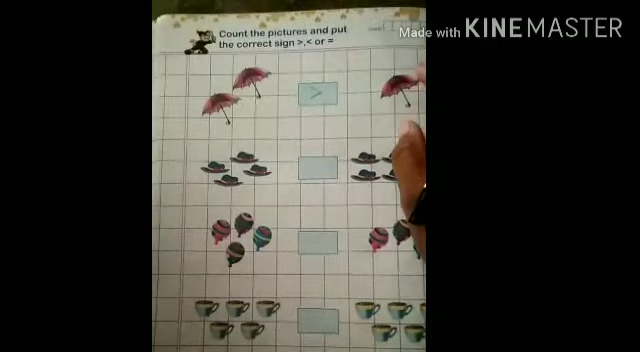 Count the pictures and put
the correct sign >,< or =
Made with KINEMASTER
>